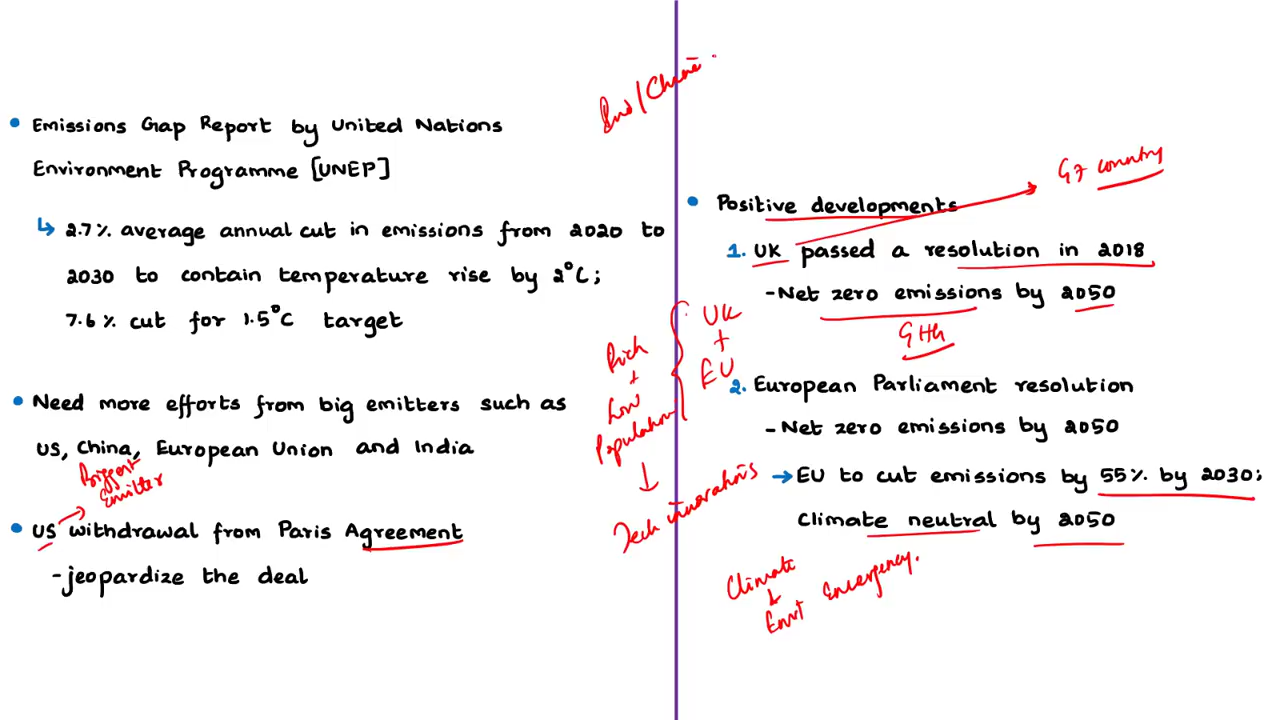 Emissions Gap Report by United Nations
Environment Programme [UNEP]
↳ 2.7% average annual cut in emissions from 2020 to
2030 to contain temperature rise by 2°C;
7.6% cut for 1.5°C target
Need more efforts from big emitters such as
US, China, European Union and India
Biggest
Emitter
US withdrawal from Paris Agreement
-jeopardize the deal
Rich
+
Low
Population
Tech innovations
G7 country
Positive developments
1. UK passed a resolution in 2018
-Net zero emissions by 2050
GHG
UK
+
EU
2. European Parliament resolution
-Net zero emissions by 2050
→ EU to cut emissions by 55% by 2030;
Climate neutral by 2050
Climate
&
Envt Emergency.